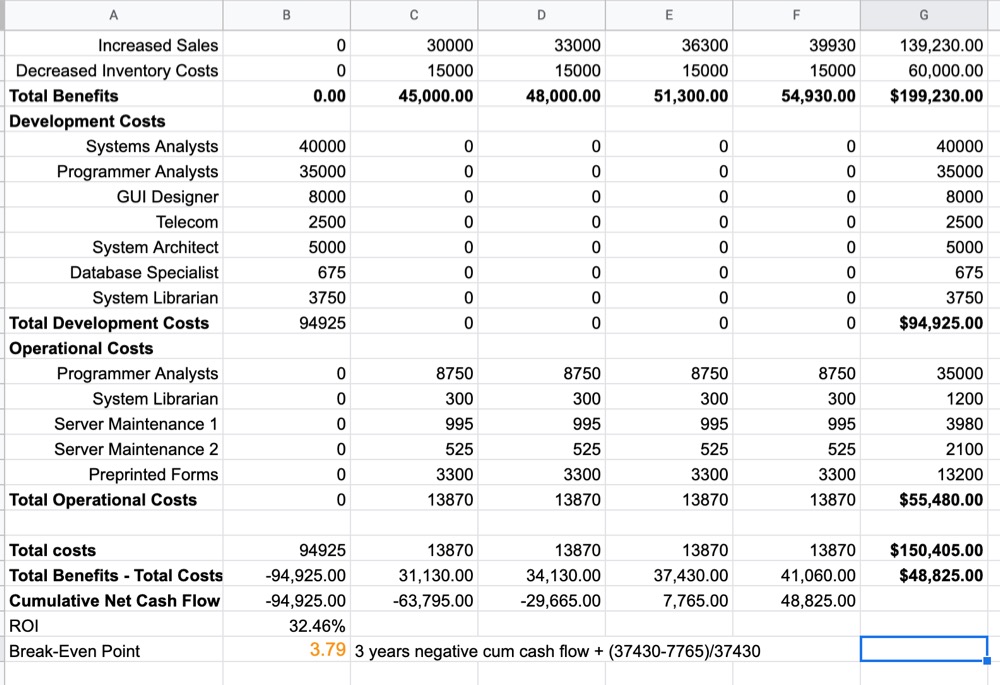 A B C D E F G
Increased Sales 0 30000 33000 36300 39930 139,230.00
Decreased Inventory Costs 0 15000 15000 15000 15000 60,000.00
Total Benefits 0.00 45,000.00 48,000.00 51,300.00 54,930.00 $199,230.00
Development Costs
Systems Analysts 40000 0 0 0 0 40000
Programmer Analysts 35000 0 0 0 0 35000
GUI Designer 8000 0 0 0 0 8000
Telecom 2500 0 0 0 0 2500
System Architect 5000 0 0 0 0 5000
Database Specialist 675 0 0 0 0 675
System Librarian 3750 0 0 0 0 3750
Total Development Costs 94925 0 0 0 0 $94,925.00
Operational Costs
Programmer Analysts 0 8750 8750 8750 8750 35000
System Librarian 0 300 300 300 300 1200
Server Maintenance 1 0 995 995 995 995 3980
Server Maintenance 2 0 525 525 525 525 2100
Preprinted Forms 0 3300 3300 3300 3300 13200
Total Operational Costs 0 13870 13870 13870 13870 $55,480.00
Total costs 94925 13870 13870 13870 13870 $150,405.00
Total Benefits - Total Costs -94,925.00 31,130.00 34,130.00 37,430.00 41,060.00 $48,825.00
Cumulative Net Cash Flow -94,925.00 -63,795.00 -29,665.00 7,765.00 48,825.00
ROI 32.46%
Break-Even Point 3.79 3 years negative cum cash flow + (37430-7765)/37430